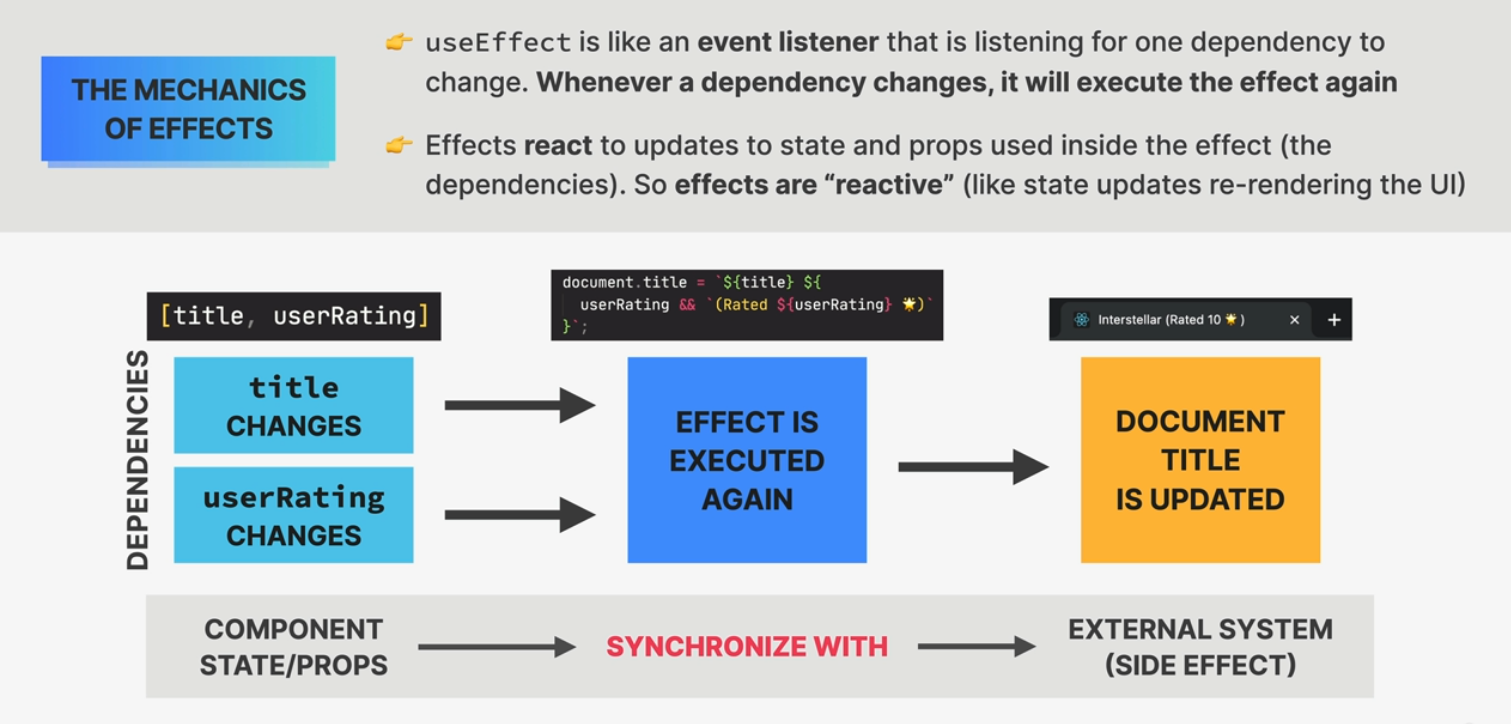 THE MECHANICS
OF EFFECTS
👉 useEffect is like an event listener that is listening for one dependency to
change. Whenever a dependency changes, it will execute the effect again
👉 Effects react to updates to state and props used inside the effect (the
dependencies). So effects are “reactive” (like state updates re-rendering the UI)
[title, userRating]
document.title = `${title} ${
userRating && `(Rated ${userRating} 🌟)`
}`;
Interstellar (Rated 10 🌟 ) × +
DEPENDENCIES
title
CHANGES
userRating
CHANGES
EFFECT IS
EXECUTED
AGAIN
DOCUMENT
TITLE
IS UPDATED
COMPONENT
STATE/PROPS
SYNCHRONIZE WITH
EXTERNAL SYSTEM
(SIDE EFFECT)